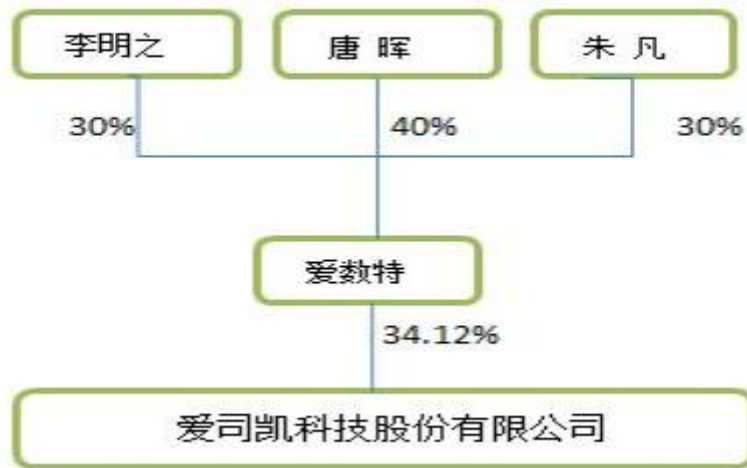 李明之 唐 晖 朱 凡
30% 40% 30%
爱数特
34.12%
爱司凯科技股份有限公司